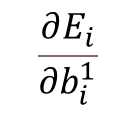 ∂E_i / ∂b_i^1